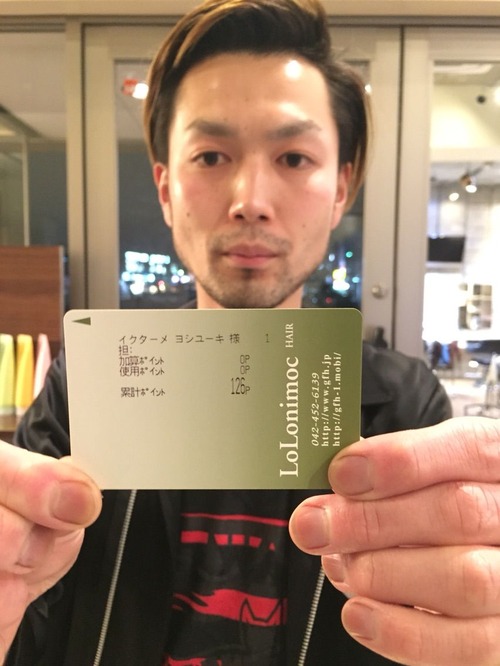 イクターメ ヨシユーキ 様 1
担:
加算ポイント 0P
使用ポイント 0P
累計ポイント 126P
LoLonimoc HAIR
042-452-6139
http://www.gfh.jp
http://gfh-1.mobi/